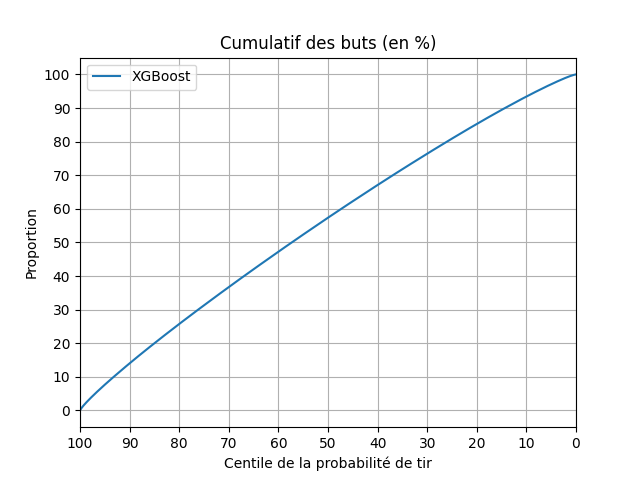 Cumulatif des buts (en %)
XGBoost
100
90
80
70
60
50
40
30
20
10
0
Proportion
100 90 80 70 60 50 40 30 20 10 0
Centile de la probabilité de tir